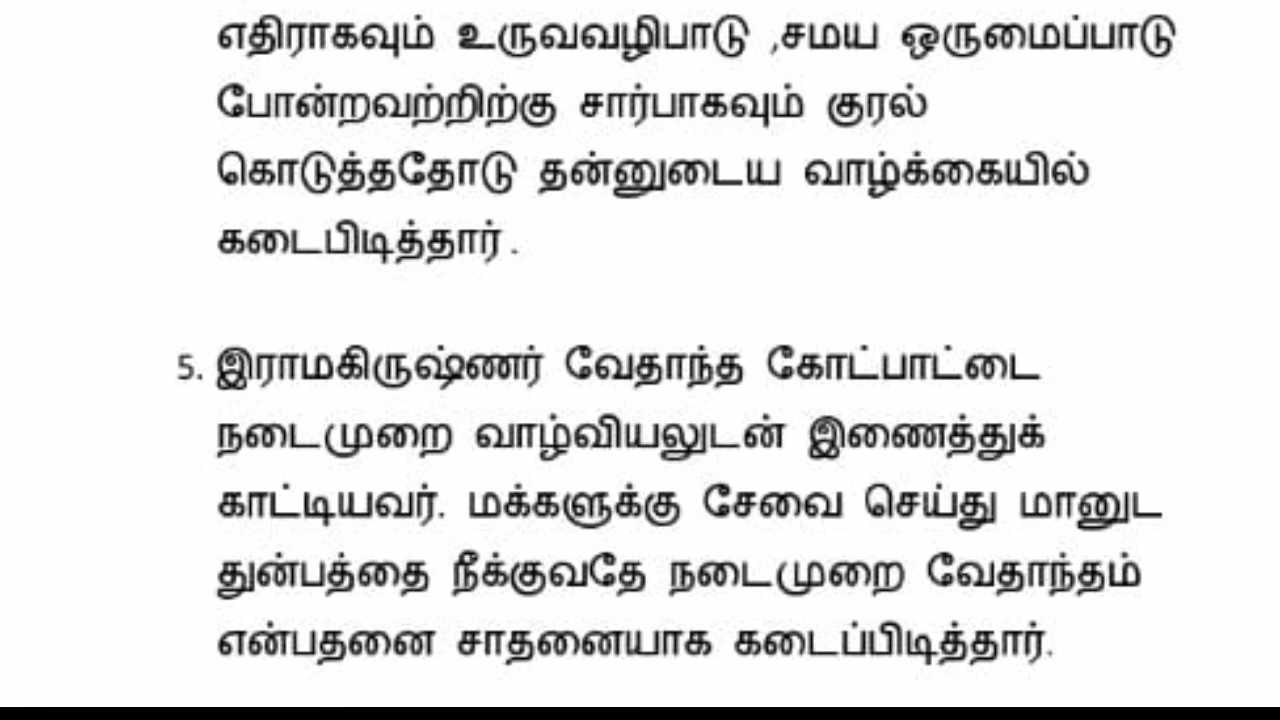 எதிராகவும் உருவவழிபாடு ,சமய ஒருமைப்பாடு
போன்றவற்றிற்கு சார்பாகவும் குரல்
கொடுத்ததோடு தன்னுடைய வாழ்க்கையில்
கடைபிடித்தார் .
5. இராமகிருஷ்ணர் வேதாந்த கோட்பாட்டை
நடைமுறை வாழ்வியலுடன் இணைத்துக்
காட்டியவர். மக்களுக்கு சேவை செய்து மானுட
துன்பத்தை நீக்குவதே நடைமுறை வேதாந்தம்
என்பதனை சாதனையாக கடைப்பிடித்தார்.